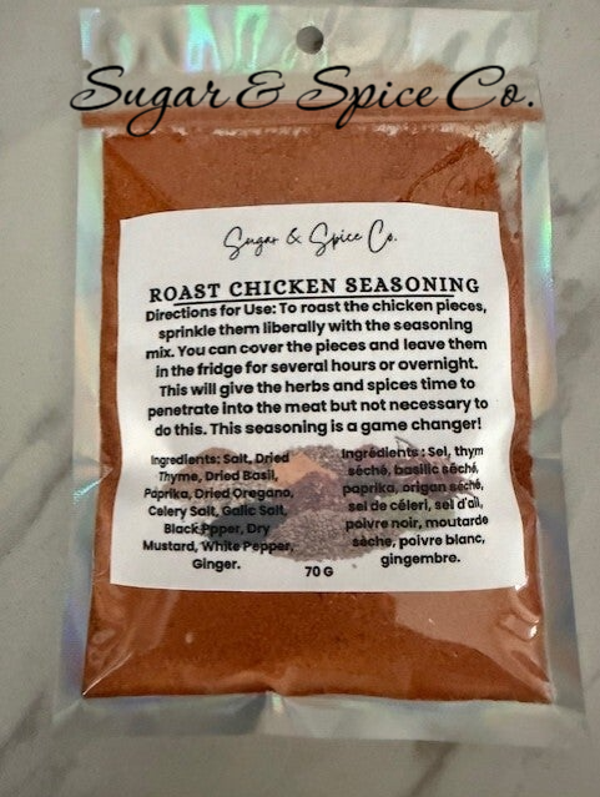 Sugar & Spice Co.
Sugar & Spice Co.
ROAST CHICKEN SEASONING
Directions for Use: To roast the chicken pieces,
sprinkle them liberally with the seasoning
mix. You can cover the pieces and leave them
in the fridge for several hours or overnight.
This will give the herbs and spices time to
penetrate into the meat but not necessary to
do this. This seasoning is a game changer!
Ingredients: Salt, Dried
Thyme, Dried Basil,
Paprika, Dried Oregano,
Celery Salt, Galic Salt,
Black Ppper, Dry
Mustard, White Pepper,
Ginger.
Ingrédients : Sel, thym
séché, basilic séché,
paprika, origan séché,
sel de céleri, sel d'ail,
poivre noir, moutarde
sèche, poivre blanc,
gingembre.
70 G